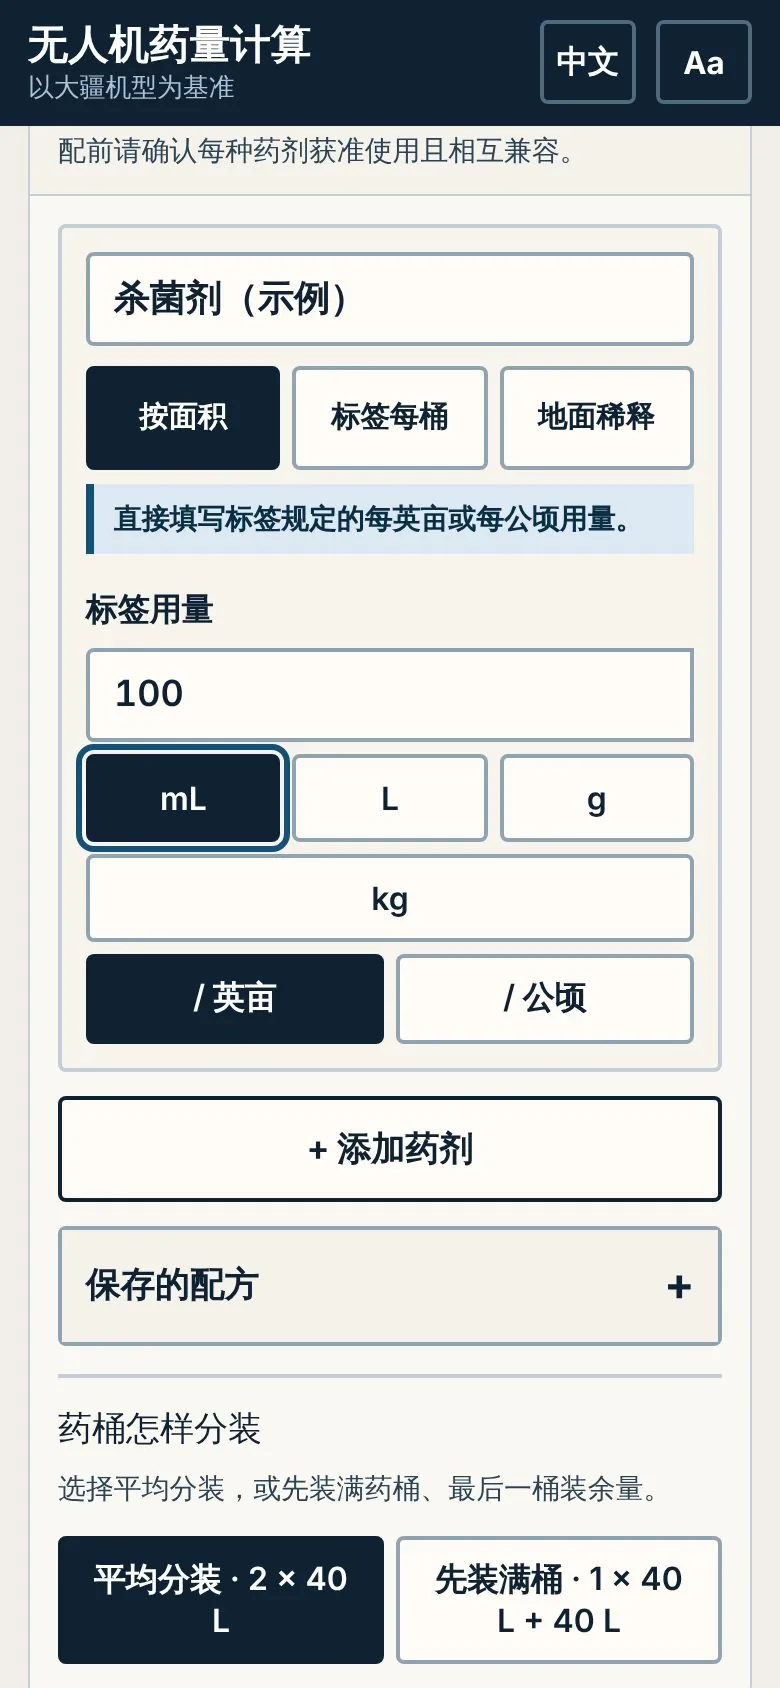 无人机药量计算
以大疆机型为基准
中文
Aa
配前请确认每种药剂获准使用且相互兼容。
杀菌剂（示例）
按面积
标签每桶
地面稀释
直接填写标签规定的每英亩或每公顷用量。
标签用量
100
mL
L
g
kg
/ 英亩
/ 公顷
+ 添加药剂
保存的配方
+
药桶怎样分装
选择平均分装，或先装满药桶、最后一桶装余量。
平均分装 · 2 × 40
L
先装满桶 · 1 × 40
L + 40 L